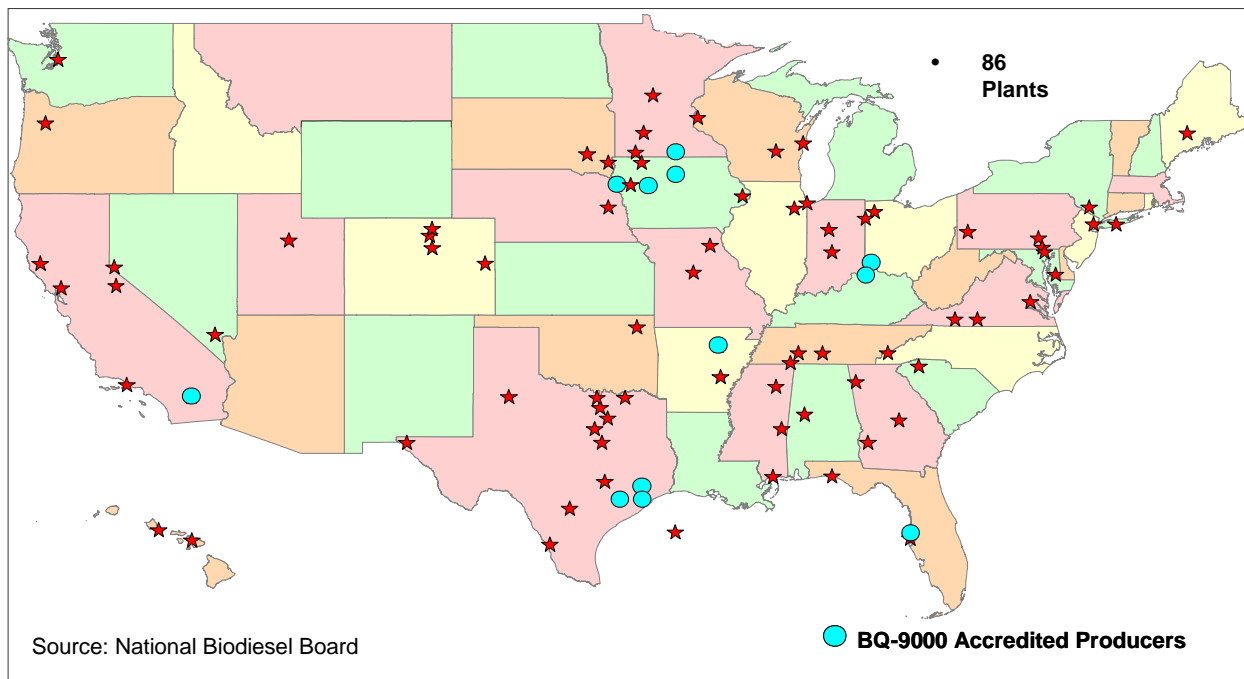 • 86
Plants
Source: National Biodiesel Board
BQ-9000 Accredited Producers